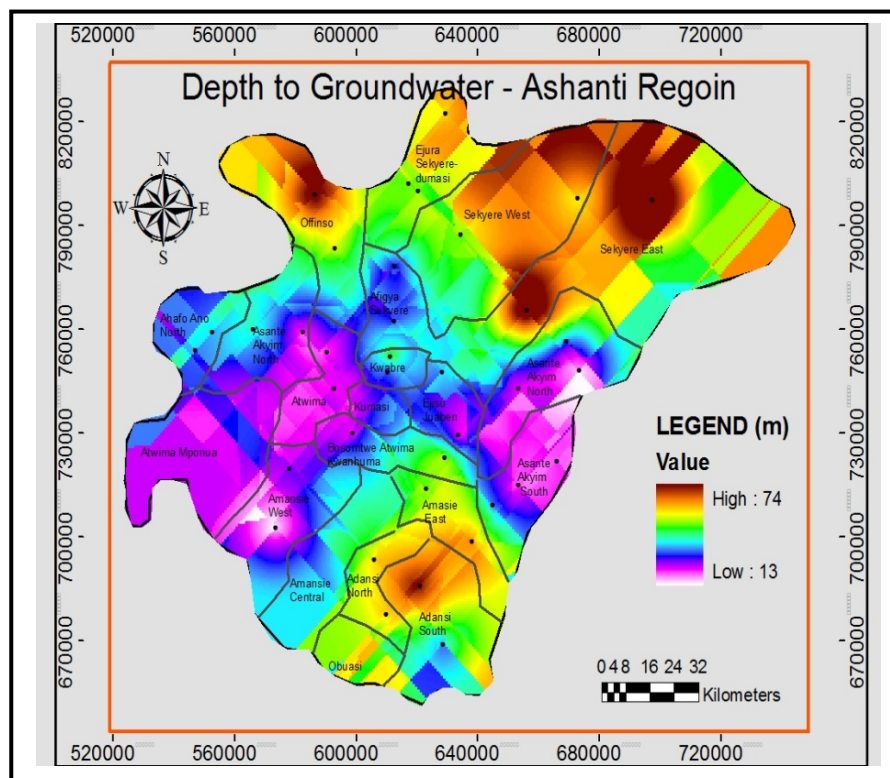 520000 560000 600000 640000 680000 720000
Depth to Groundwater - Ashanti Regoin
820000
790000
760000
730000
700000
670000
820000
790000
760000
730000
700000
670000
N
W E
S
Ejura
Sekyere-
dumasi
Sekyere West
Offinso
Sekyere East
Afigya
Sekyere
Ahafo Ano
North
Asante
Akyim
North
Kwabre
Asante
Akyim
North
Atwima
Kumasi
Ejisu
Juaben
Atwima Mponua
Bosomtwe Atwima
Kwanhuma
Asante
Akyim
South
Amansie
West
Amasie
East
Amansie
Central
Adansi
North
Adansi
South
Obuasi
LEGEND (m)
Value
High : 74
Low : 13
0 4 8 16 24 32
Kilometers
520000 560000 600000 640000 680000 720000